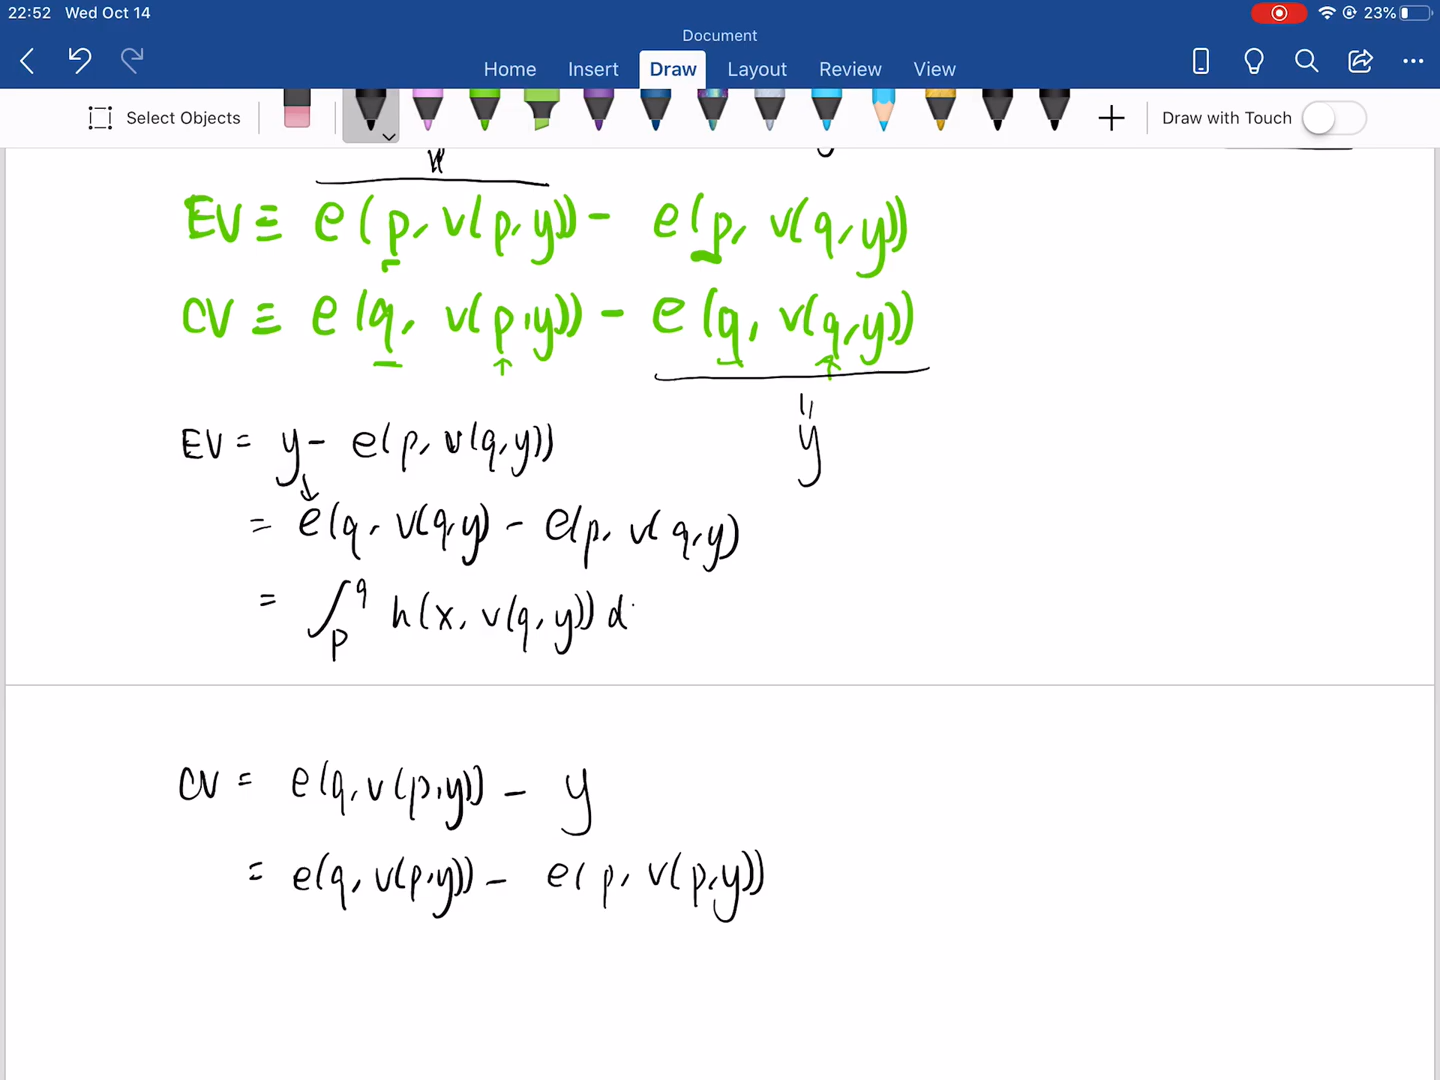 22:52 Wed Oct 14 23%
Document
Home Insert Draw Layout Review View
Select Objects Draw with Touch
EV ≡ e(p, v(p,y)) - e(p, v(q,y))
CV ≡ e(q, v(p,y)) - e(q, v(q,y))
EV = y - e(p, v(q,y))
y
= e(q, v(q,y) - e(p, v(q,y)
= ∫ₚ^q h(x, v(q,y)) d
CV = e(q, v(p,y)) - y
= e(q, v(p,y)) - e(p, v(p,y))